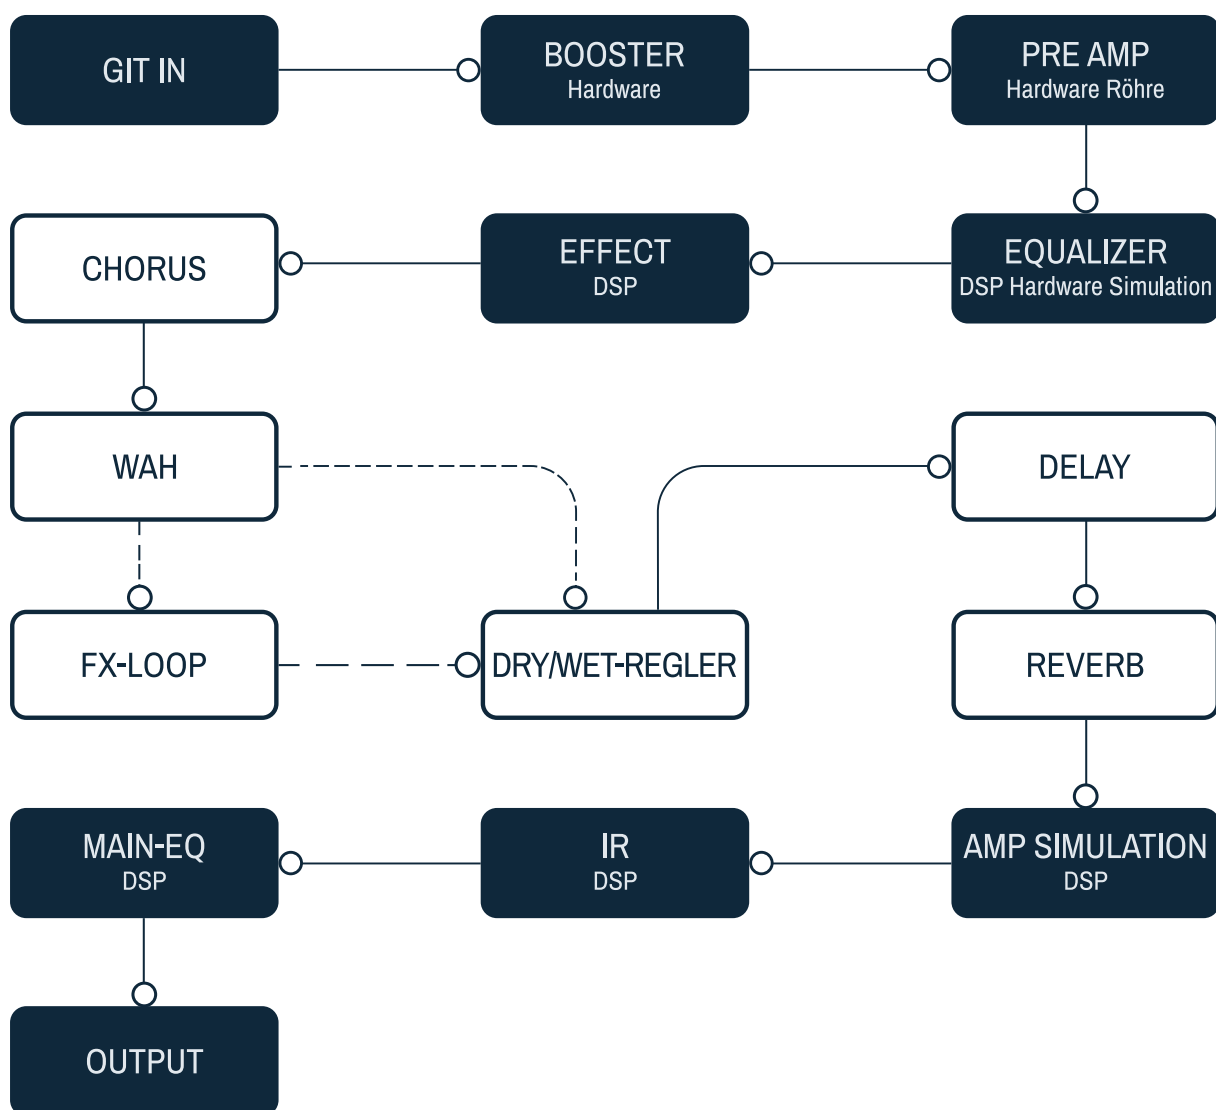 GIT IN
BOOSTER
Hardware
PRE AMP
Hardware Röhre
CHORUS
EFFECT
DSP
EQUALIZER
DSP Hardware Simulation
WAH
DELAY
FX-LOOP
DRY/WET-REGLER
REVERB
MAIN-EQ
DSP
IR
DSP
AMP SIMULATION
DSP
OUTPUT